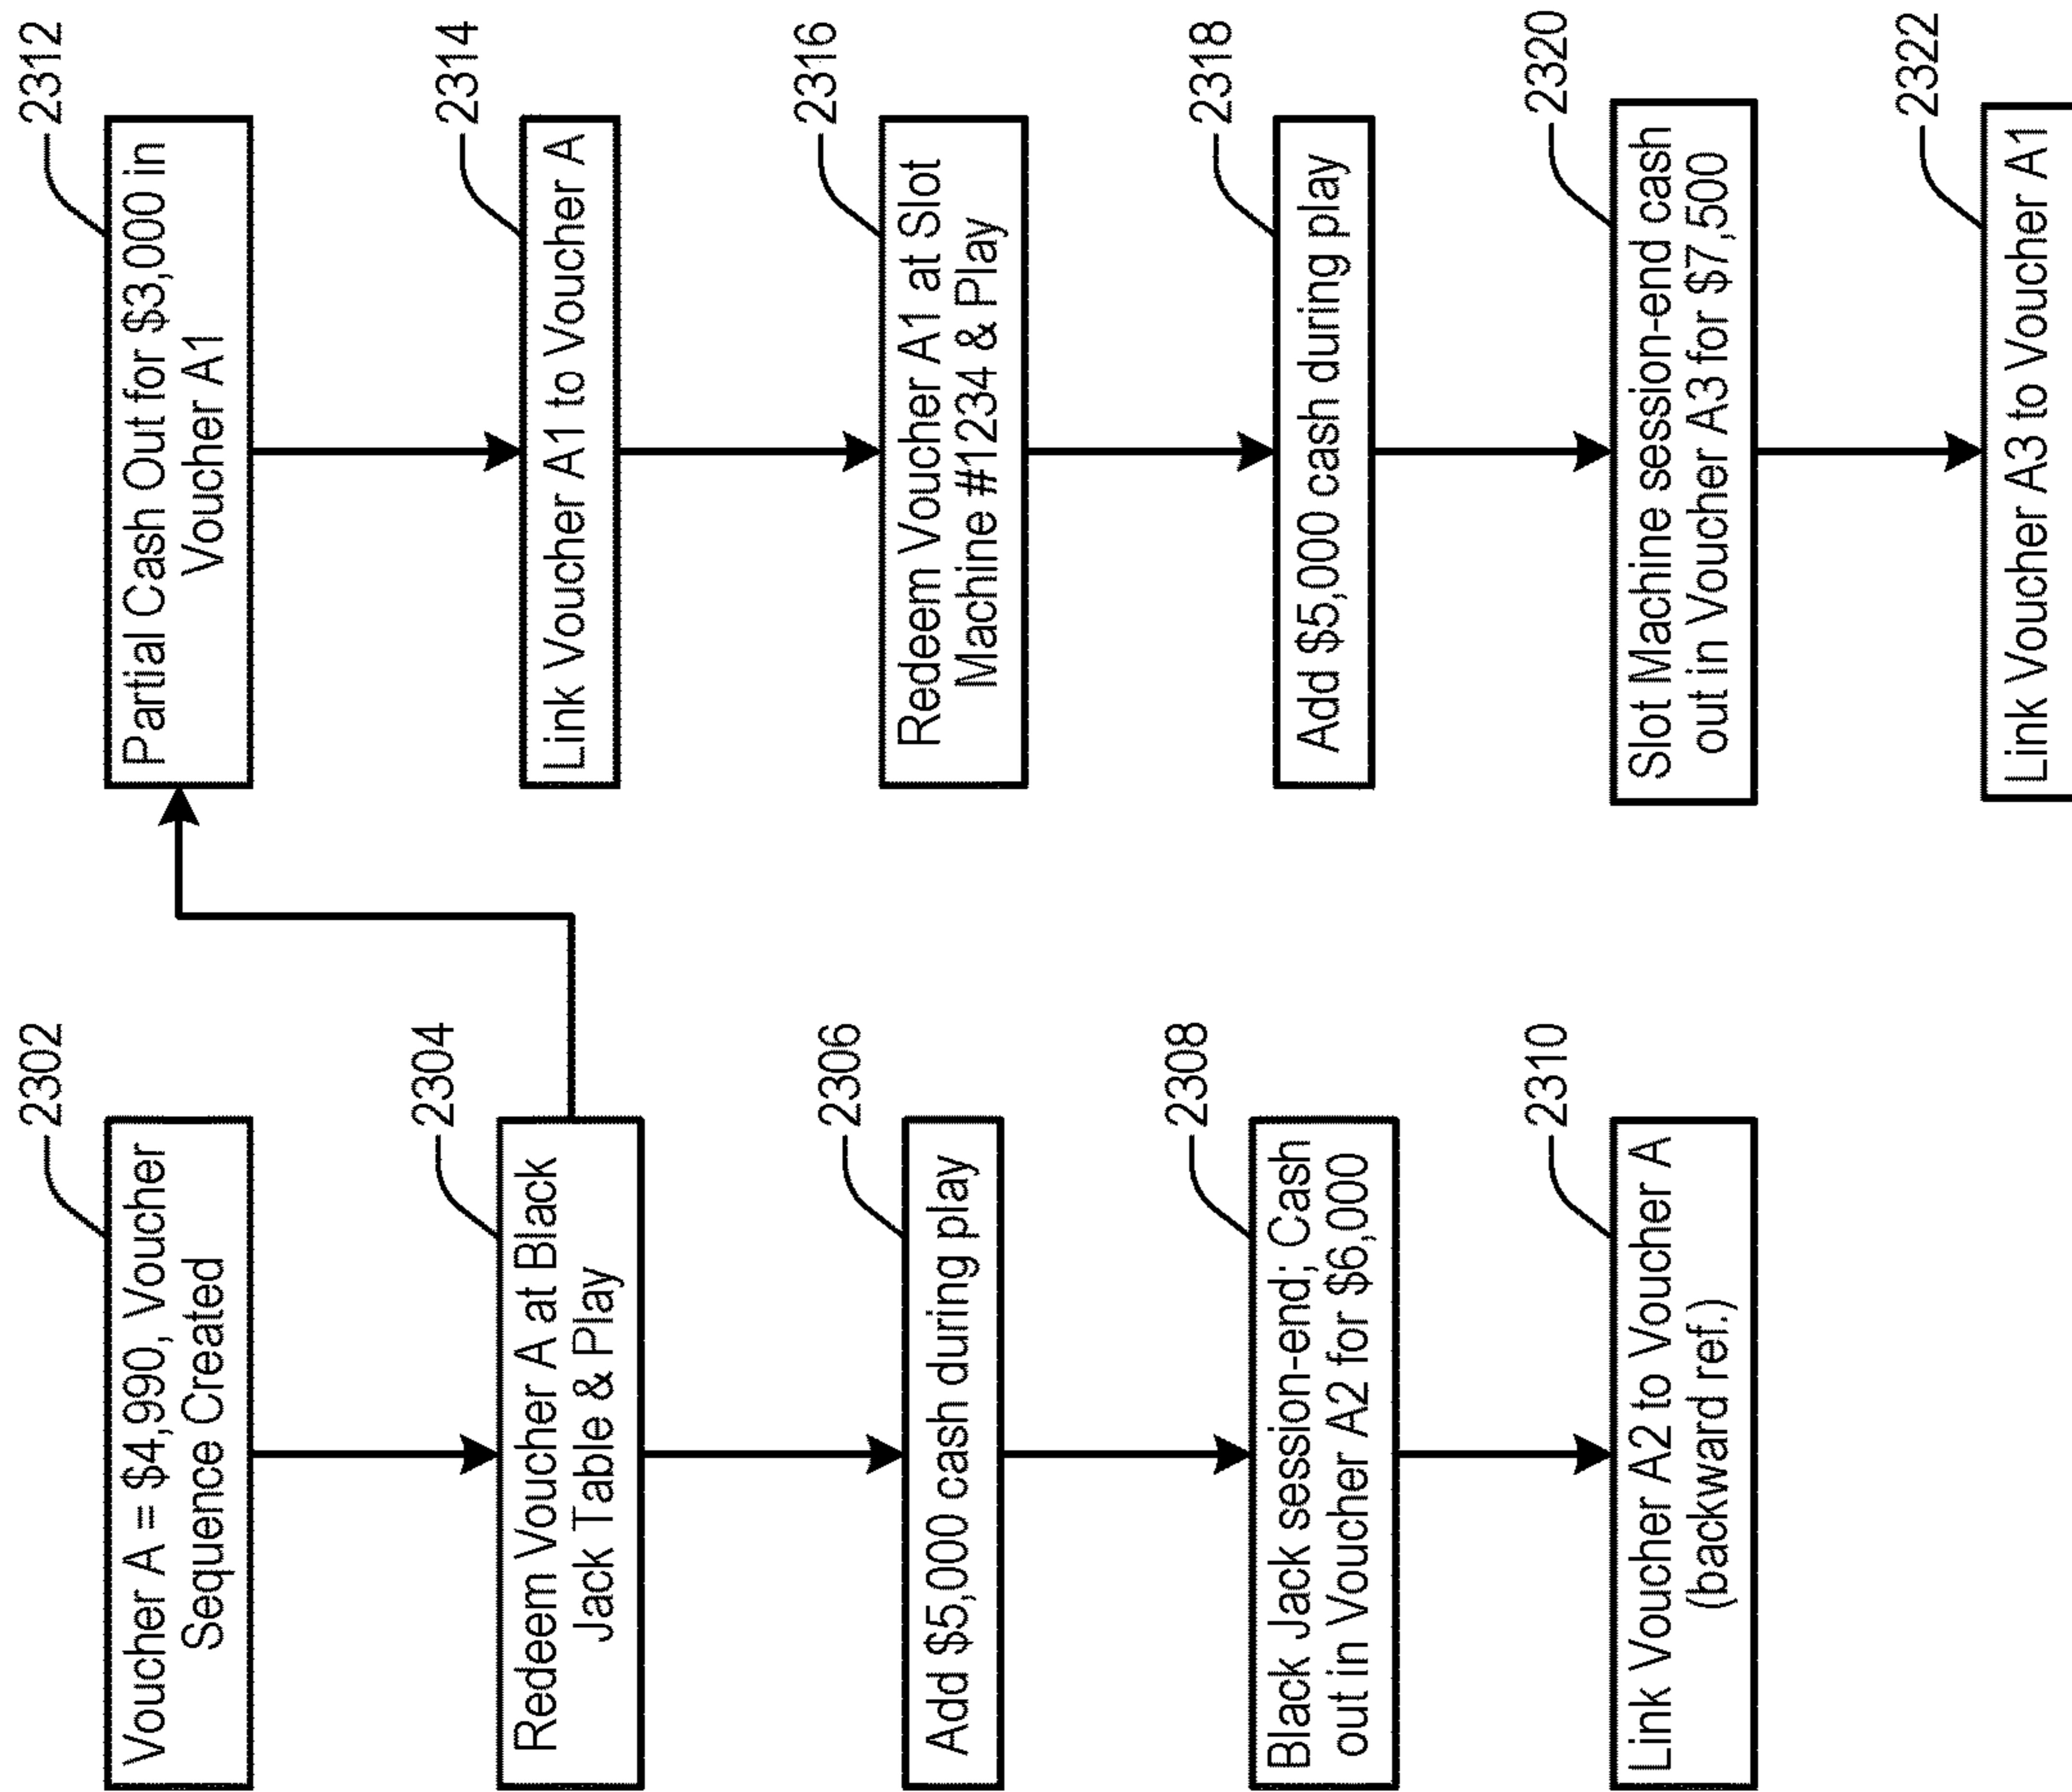 2302
Voucher A = $4,990, Voucher
Sequence Created
2304
Redeem Voucher A at Black
Jack Table & Play
2306
Add $5,000 cash during play
2308
Black Jack session-end; Cash
out in Voucher A2 for $6,000
2310
Link Voucher A2 to Voucher A
(backward ref.)
2312
Partial Cash Out for $3,000 in
Voucher A1
2314
Link Voucher A1 to Voucher A
2316
Redeem Voucher A1 at Slot
Machine #1234 & Play
2318
Add $5,000 cash during play
2320
Slot Machine session-end cash
out in Voucher A3 for $7,500
2322
Link Voucher A3 to Voucher A1